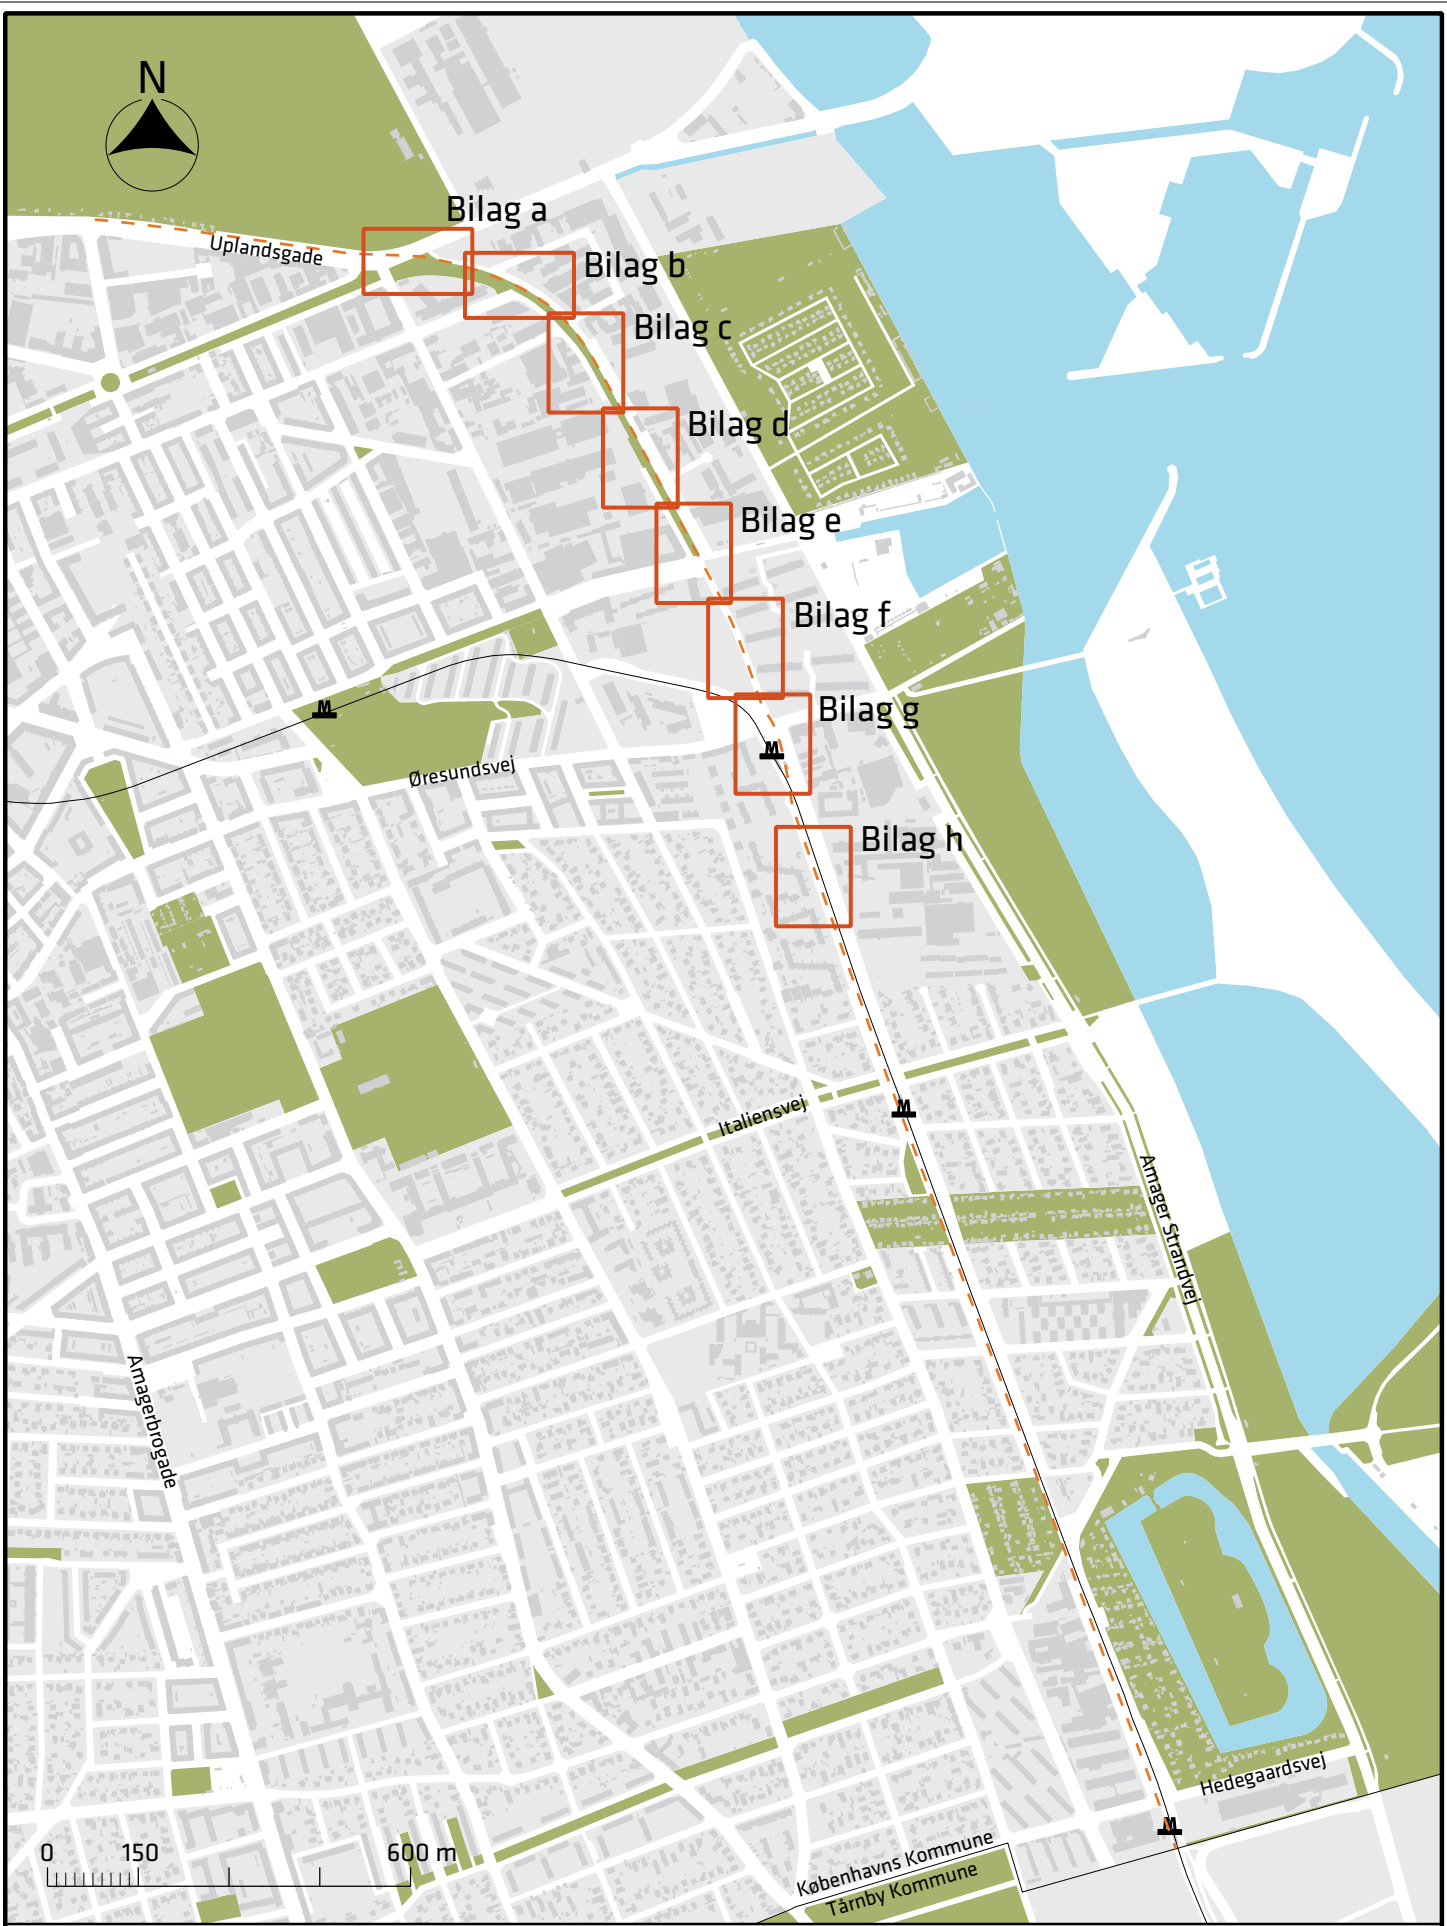 N
Bilag a
Uplandsgade
Bilag b
Bilag c
Bilag d
Bilag e
Bilag f
M
Bilag g
M
Øresundsvej
Bilag h
Italiensvej
M
Amager Strandvej
Amagerbrogade
Hedegaardsvej
M
0 150 600 m
Københavns Kommune
Tårnby Kommune